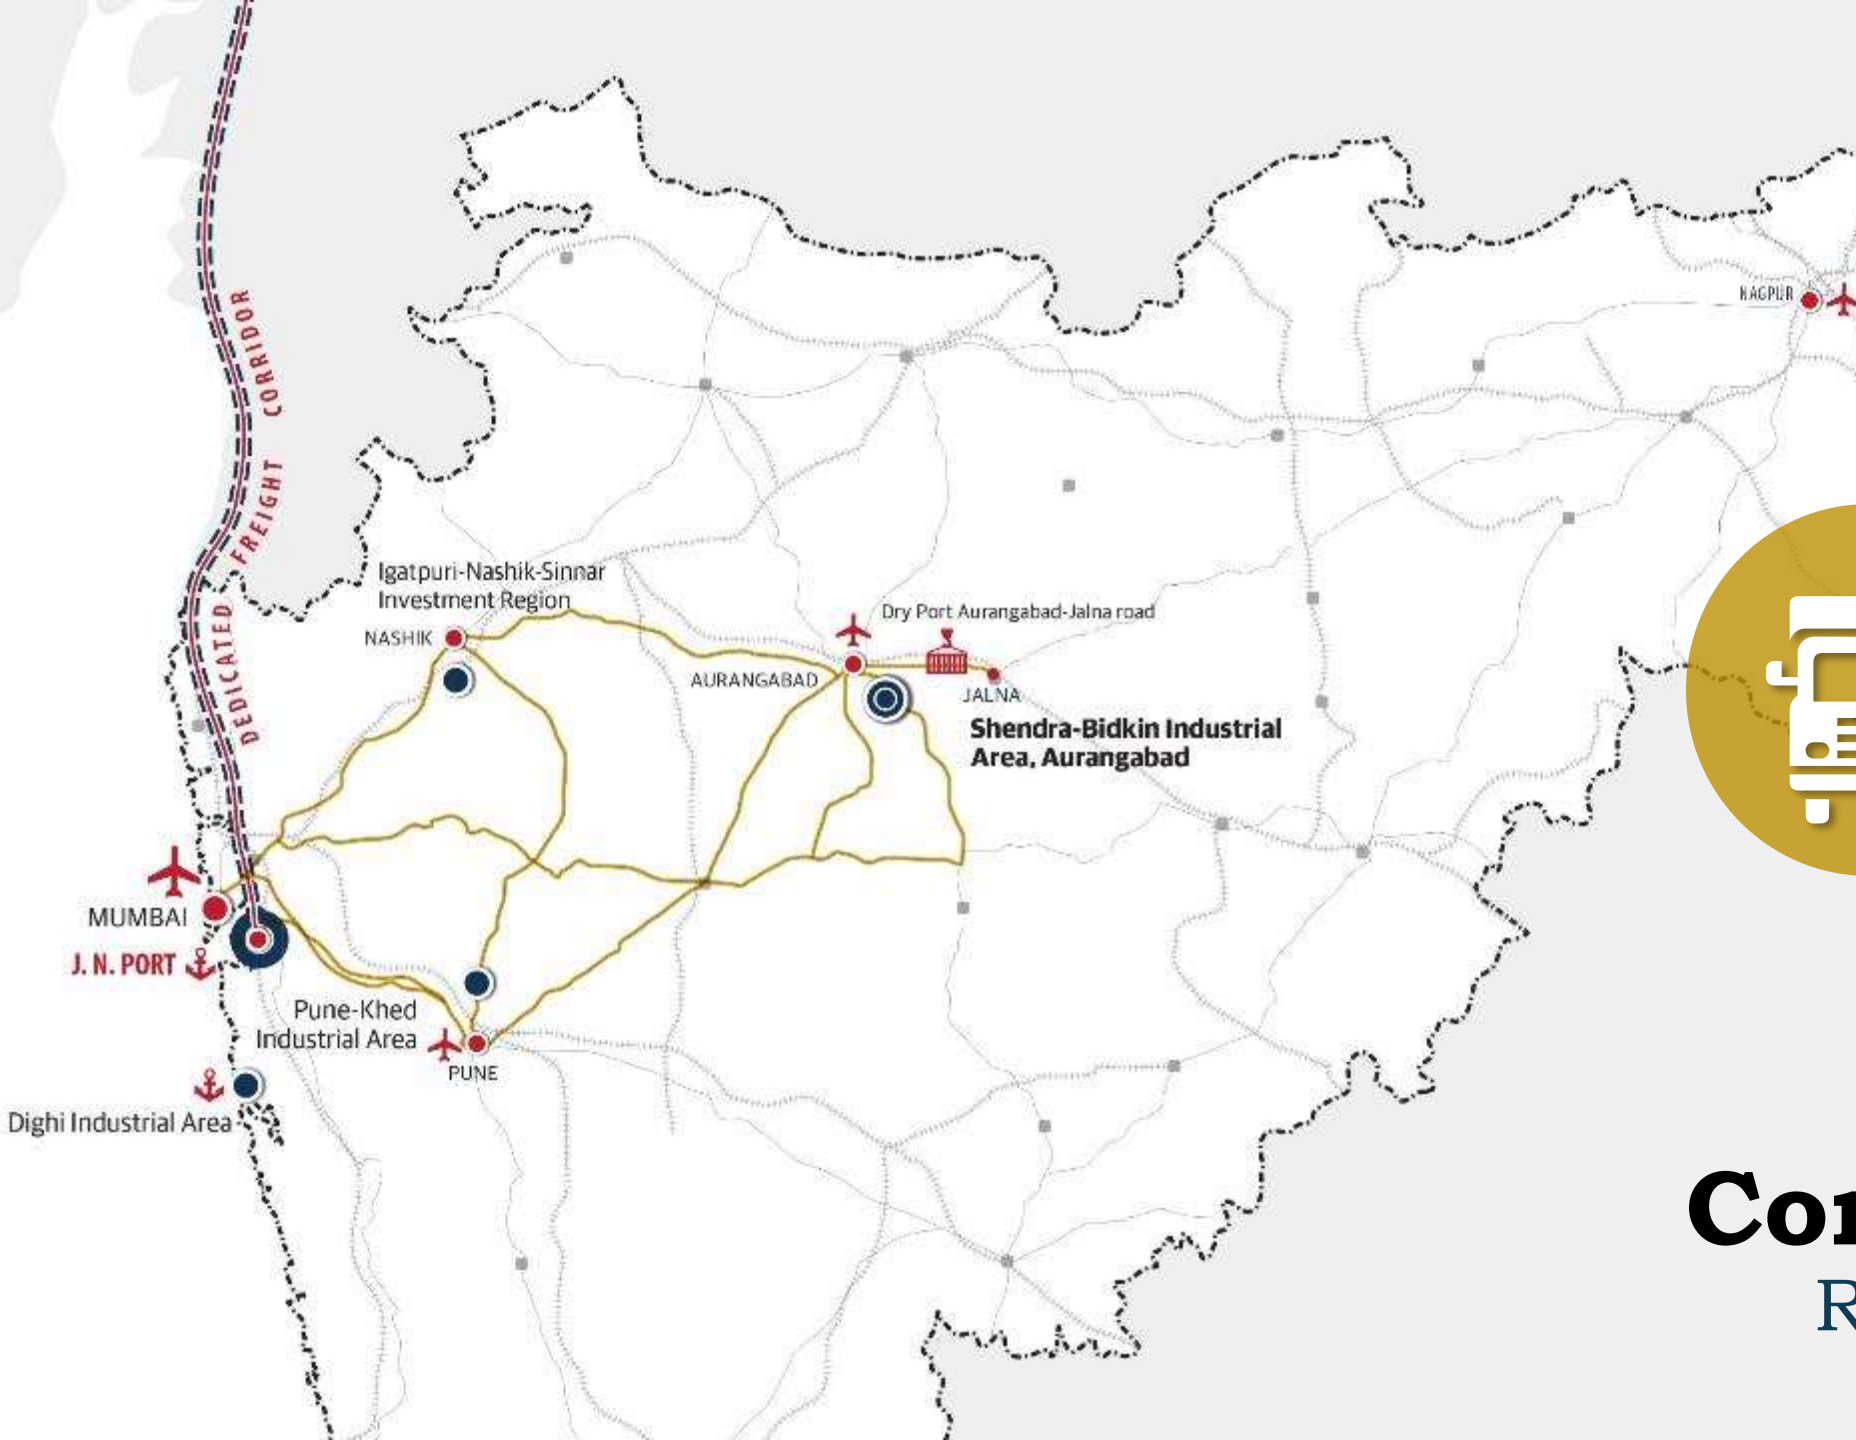 NAGPUR
DEDICATED FREIGHT CORRIDOR
Igatpuri-Nashik-Sinnar
Investment Region
NASHIK
Dry Port Aurangabad-Jalna road
AURANGABAD
JALNA
Shendra-Bidkin Industrial
Area, Aurangabad
MUMBAI
J. N. PORT
Pune-Khed
Industrial Area
PUNE
Dighi Industrial Area